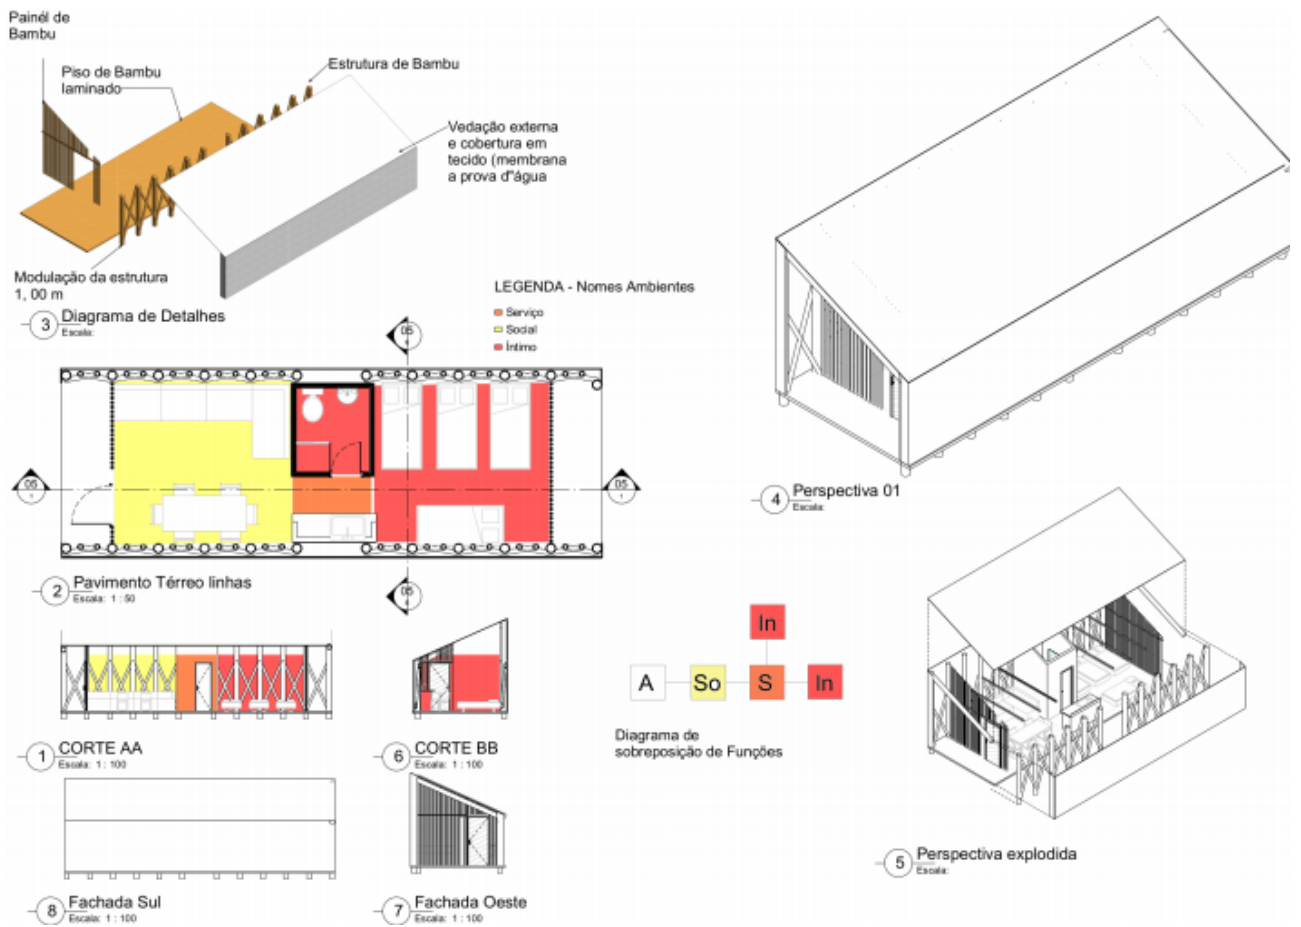 Painél de
Bambu
Piso de Bambu
laminado
Estrutura de Bambu
Vedação externa
e cobertura em
tecido (membrana
a prova d"água
Modulação da estrutura
1, 00 m
3 Diagrama de Detalhes
Escala:
LEGENDA - Nomes Ambientes
Serviço
Social
Íntimo
05
05
1
05
1
05
2 Pavimento Térreo linhas
Escala: 1 : 50
4 Perspectiva 01
Escala:
1 CORTE AA
Escala: 1 : 100
6 CORTE BB
Escala: 1 : 100
In
A So S In
Diagrama de
sobreposição de Funções
5 Perspectiva explodida
Escala:
8 Fachada Sul
Escala: 1 : 100
7 Fachada Oeste
Escala: 1 : 100